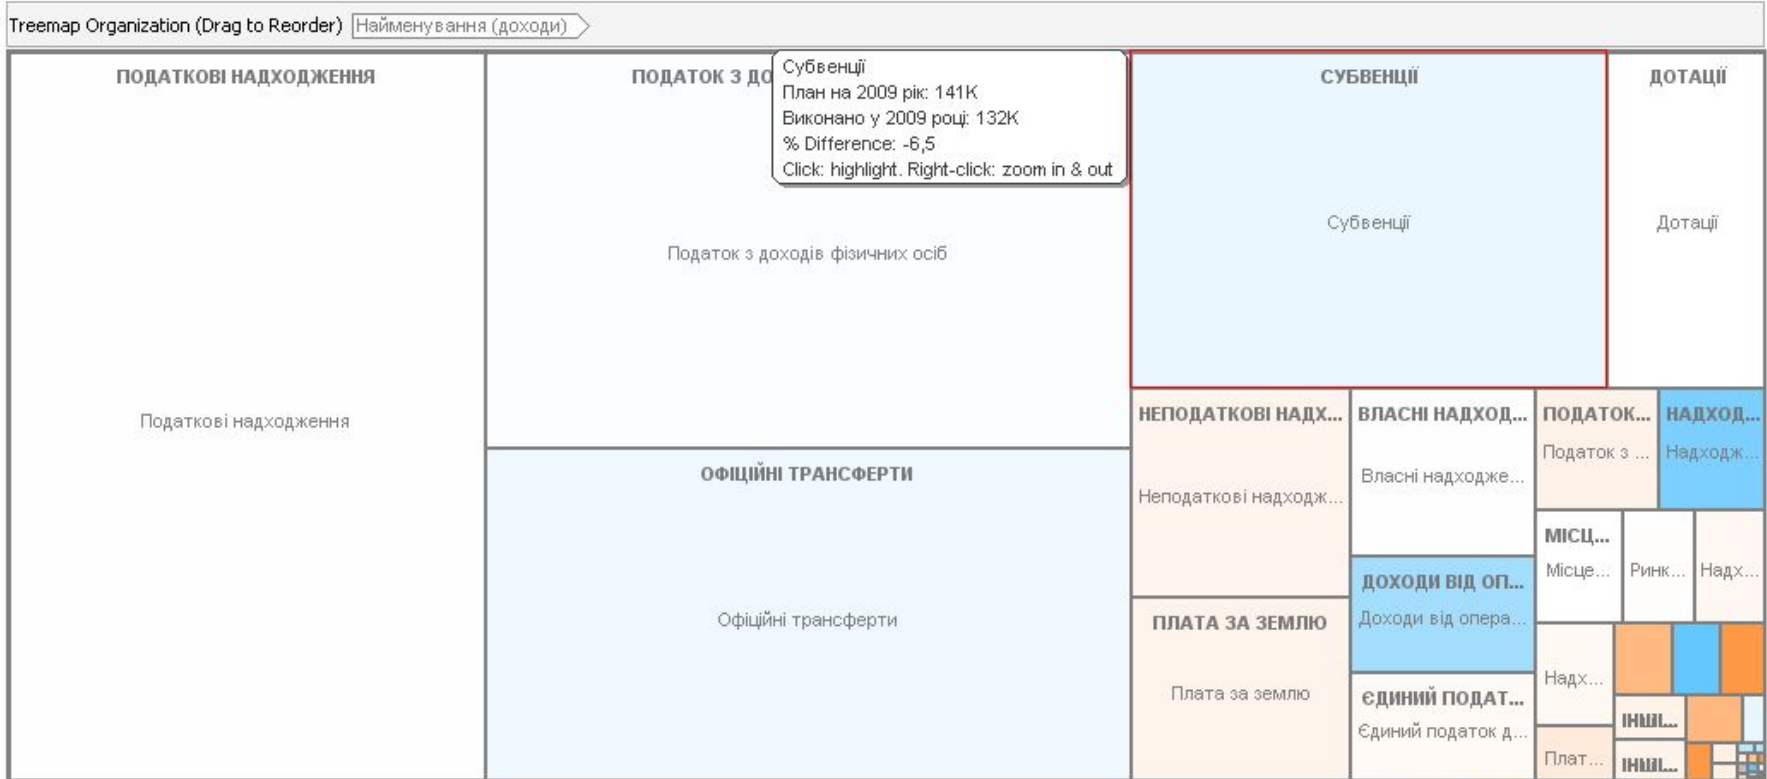 Treemap Organization (Drag to Reorder) Найменування (доходи)
ПОДАТКОВІ НАДХОДЖЕННЯ
Податкові надходження
ПОДАТОК З ДО
Податок з доходів фізичних осіб
Субвенції
План на 2009 рік: 141K
Виконано у 2009 році: 132K
% Difference: -6,5
Click: highlight. Right-click: zoom in & out
ОФІЦІЙНІ ТРАНСФЕРТИ
Офіційні трансферти
СУБВЕНЦІЇ
Субвенції
ДОТАЦІЇ
Дотації
НЕПОДАТКОВІ НАДХ...
Неподаткові надходж...
ПЛАТА ЗА ЗЕМЛЮ
Плата за землю
ВЛАСНІ НАДХОД...
Власні надходже...
ДОХОДИ ВІД ОП...
Доходи від опера...
ЄДИНИЙ ПОДАТ...
Єдиний податок д...
ПОДАТОК...
Податок з ...
НАДХОД...
Надходж...
МІСЦ...
Місце...
Ринк...
Надх...
Надх...
Плат...
ІНШІ...
ІНШІ...